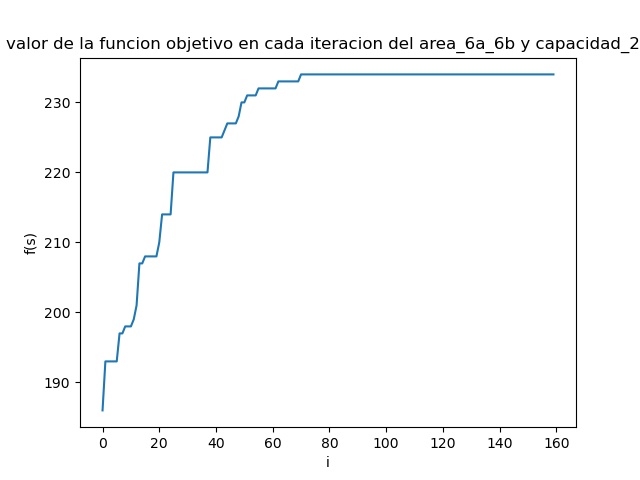 valor de la funcion objetivo en cada iteracion del area_6a_6b y capacidad_2
230
220
210
200
190
f(s)
0 20 40 60 80 100 120 140 160
i